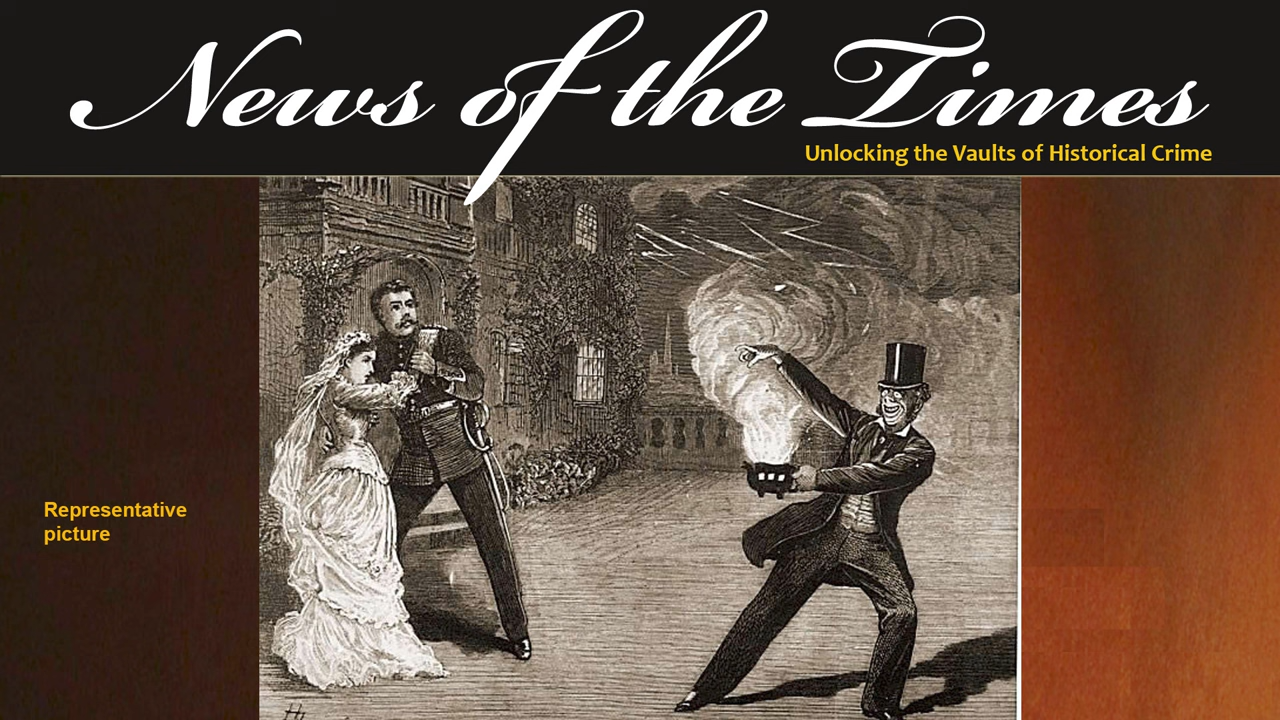 News of the Times
Unlocking the Vaults of Historical Crime
Representative
picture